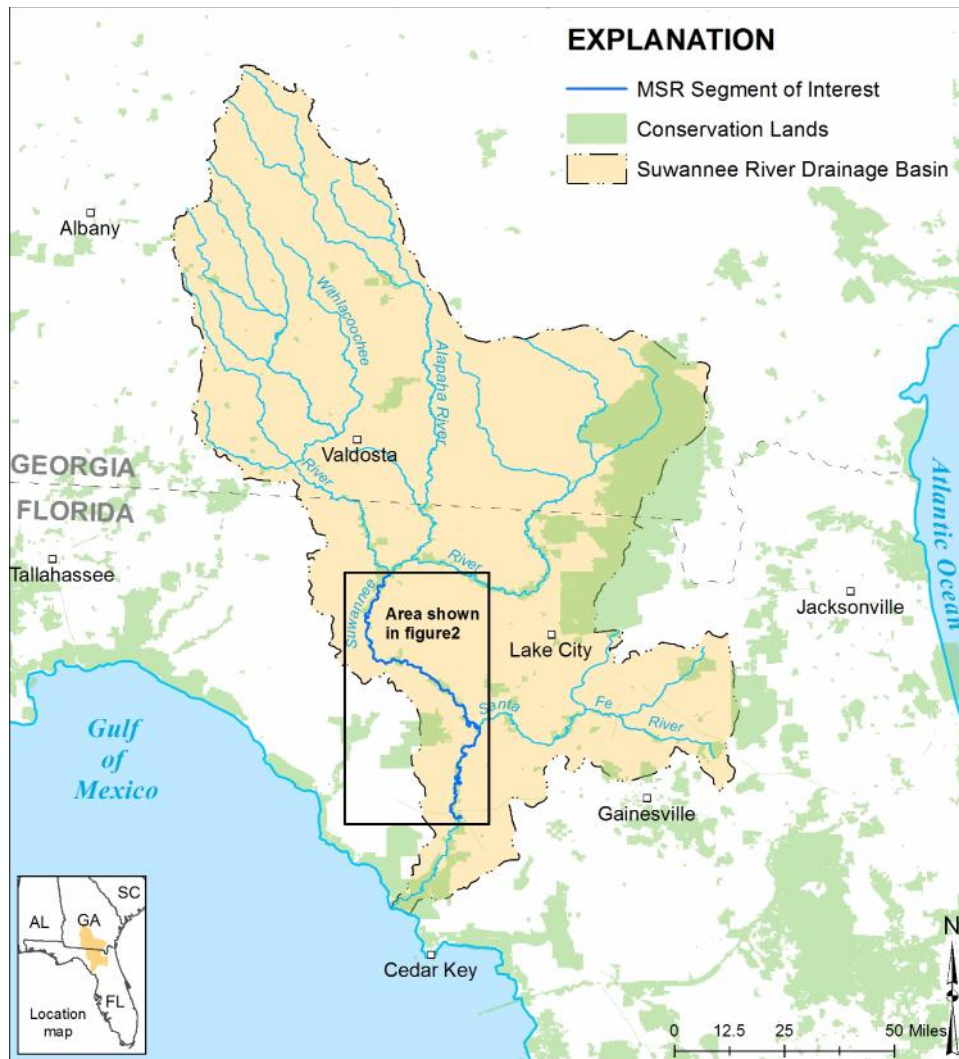 EXPLANATION
MSR Segment of Interest
Conservation Lands
Suwannee River Drainage Basin
Albany
Withlacoochee
Alapaha River
Valdosta
River
GEORGIA
FLORIDA
Atlantic Ocean
Tallahassee
River
Suwannee
Area shown
in figure2
Jacksonville
Lake City
Santa
Fe
River
Gulf
of
Mexico
Gainesville
SC
AL
GA
FL
Location
map
Cedar Key
N
0 12.5 25 50 Miles